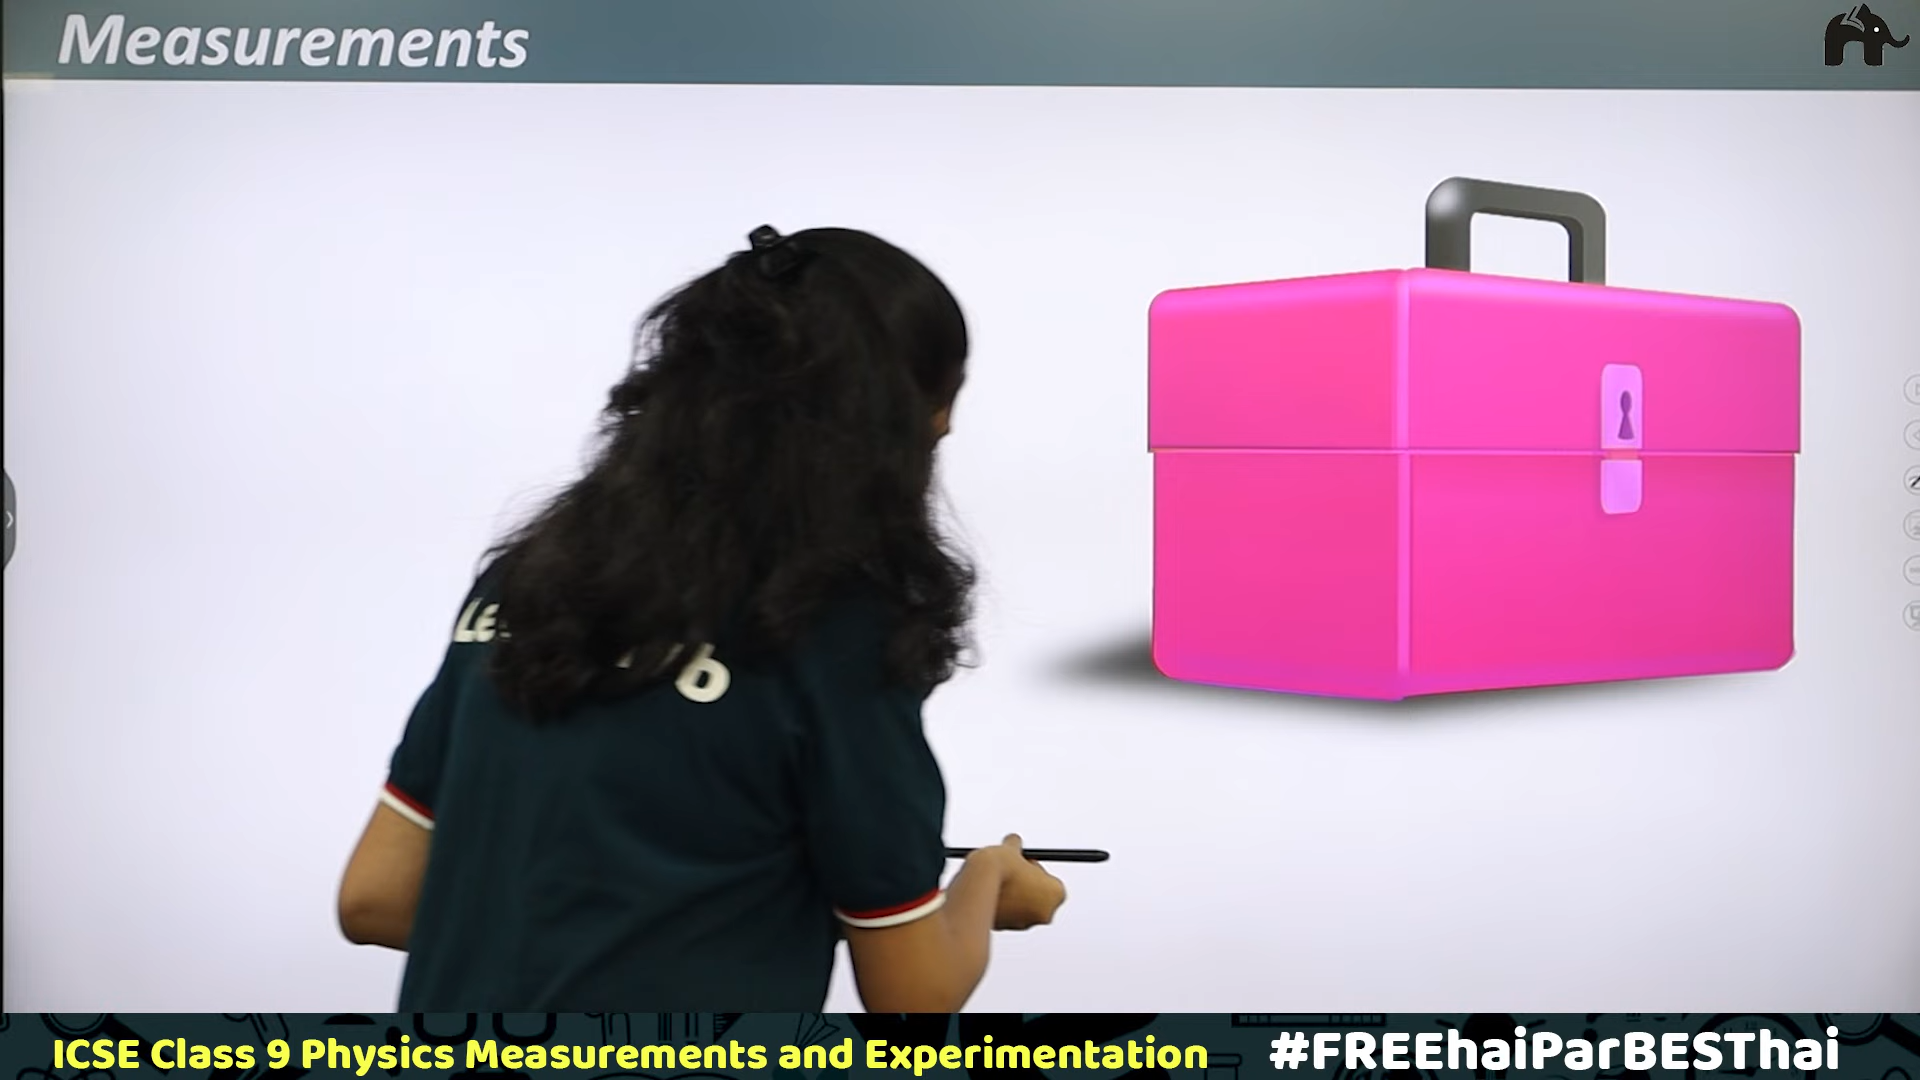 Measurements
ICSE Class 9 Physics Measurements and Experimentation
#FREEhaiParBESThai